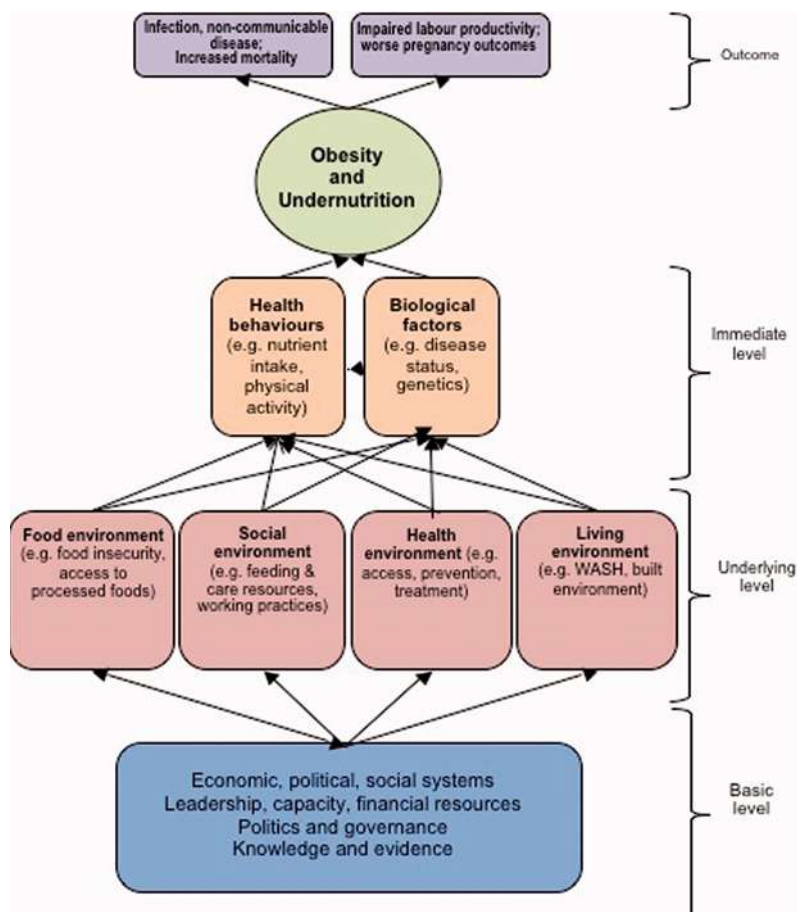 Infection, non-communicable
disease;
Increased mortality
Impaired labour productivity;
worse pregnancy outcomes
Outcome
Obesity
and
Undernutrition
Health
behaviours
(e.g. nutrient
intake,
physical
activity)
Biological
factors
(e.g. disease
status,
genetics)
Immediate
level
Food environment
(e.g. food insecurity,
access to
processed foods)
Social
environment
(e.g. feeding &
care resources,
working practices)
Health
environment (e.g.
access, prevention,
treatment)
Living
environment
(e.g. WASH, built
environment)
Underlying
level
Economic, political, social systems
Leadership, capacity, financial resources
Politics and governance
Knowledge and evidence
Basic
level